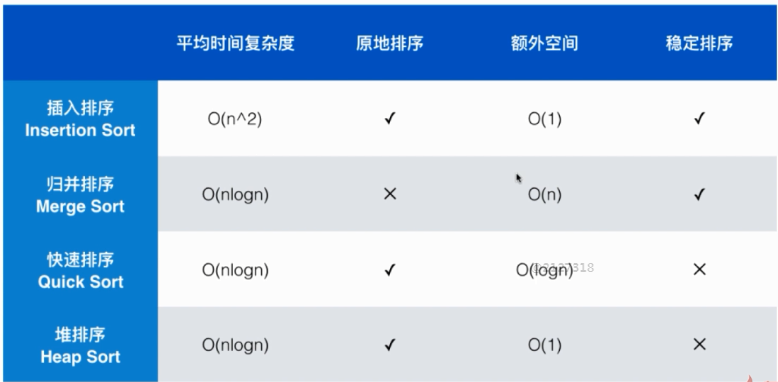 平均时间复杂度 原地排序 额外空间 稳定排序
插入排序
Insertion Sort
O(n^2) ✓ O(1) ✓
归并排序
Merge Sort
O(nlogn) ✕ O(n) ✓
快速排序
Quick Sort
O(nlogn) ✓ O(logn) ✕
堆排序
Heap Sort
O(nlogn) ✓ O(1) ✕